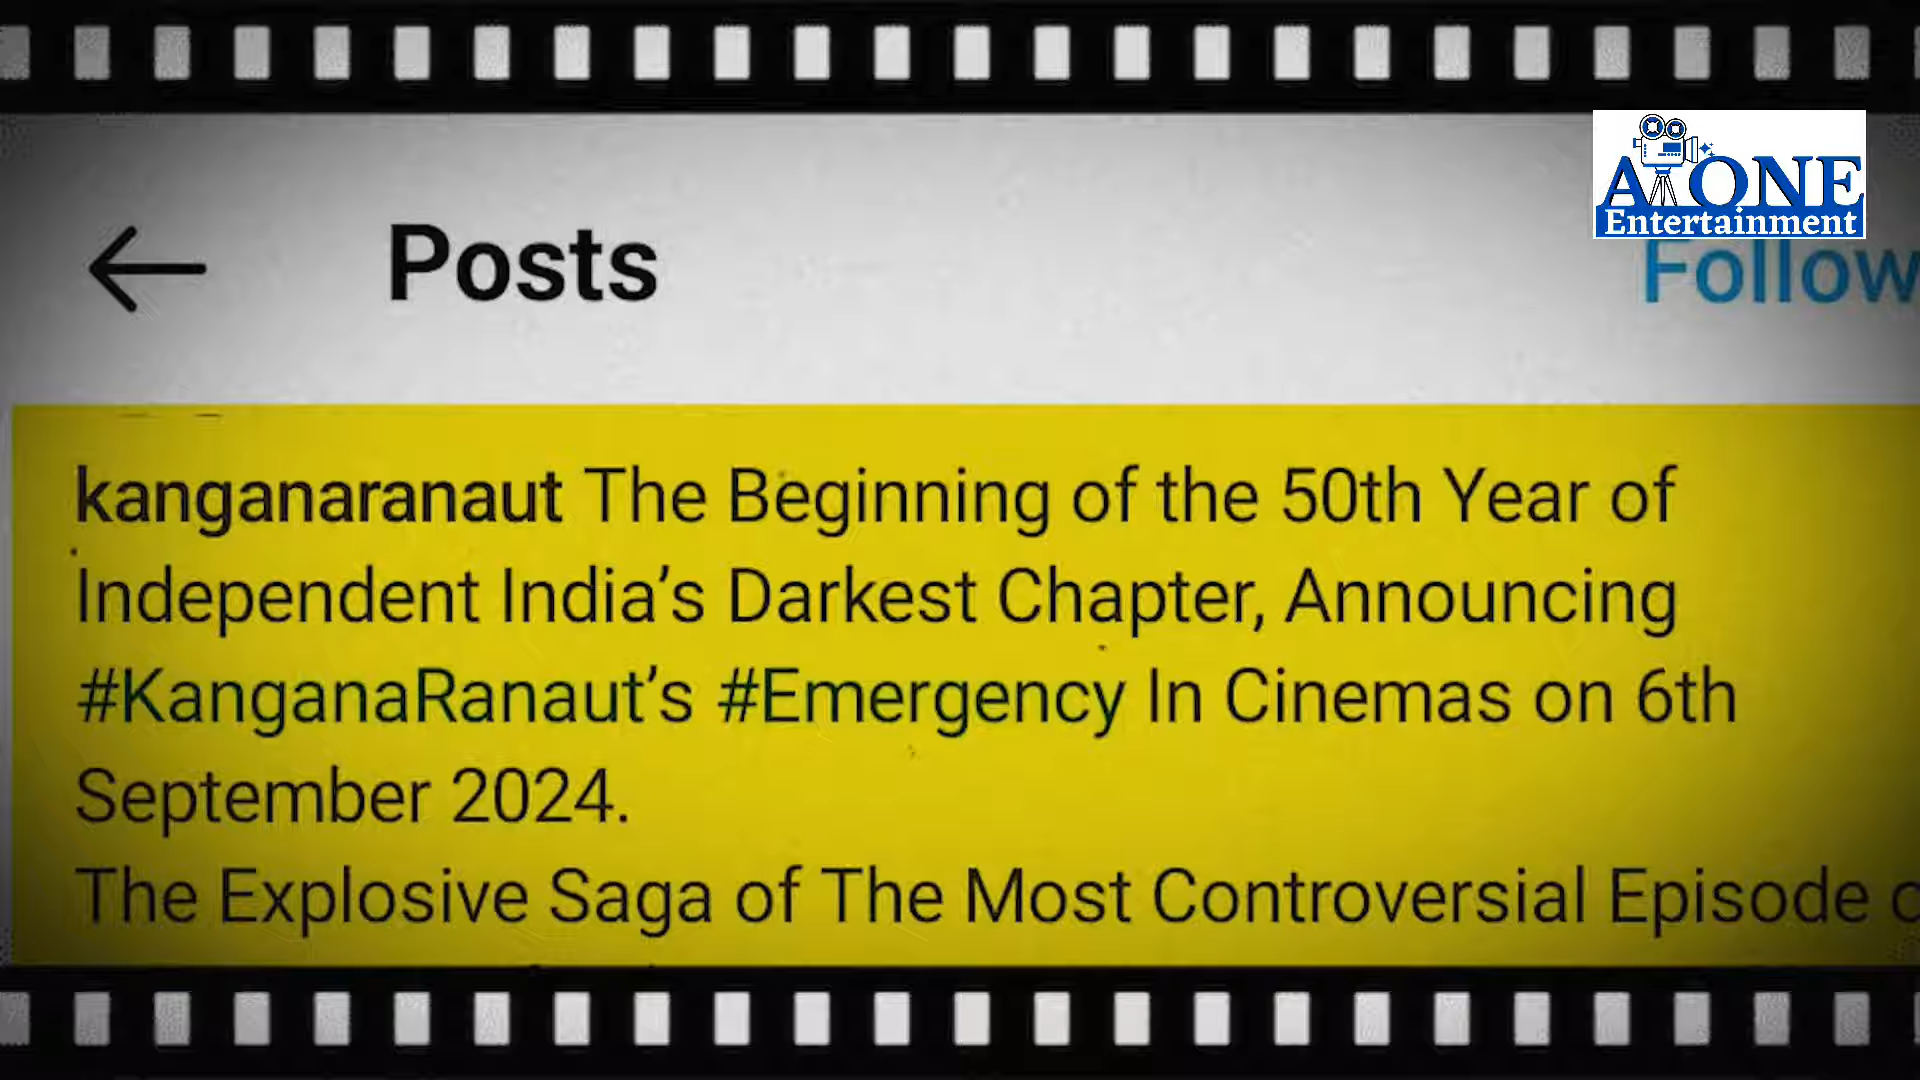 A ONE
Entertainment
Posts
Follow
kanganaranaut The Beginning of the 50th Year of
Independent India’s Darkest Chapter, Announcing
#KanganaRanaut’s #Emergency In Cinemas on 6th
September 2024.
The Explosive Saga of The Most Controversial Episode